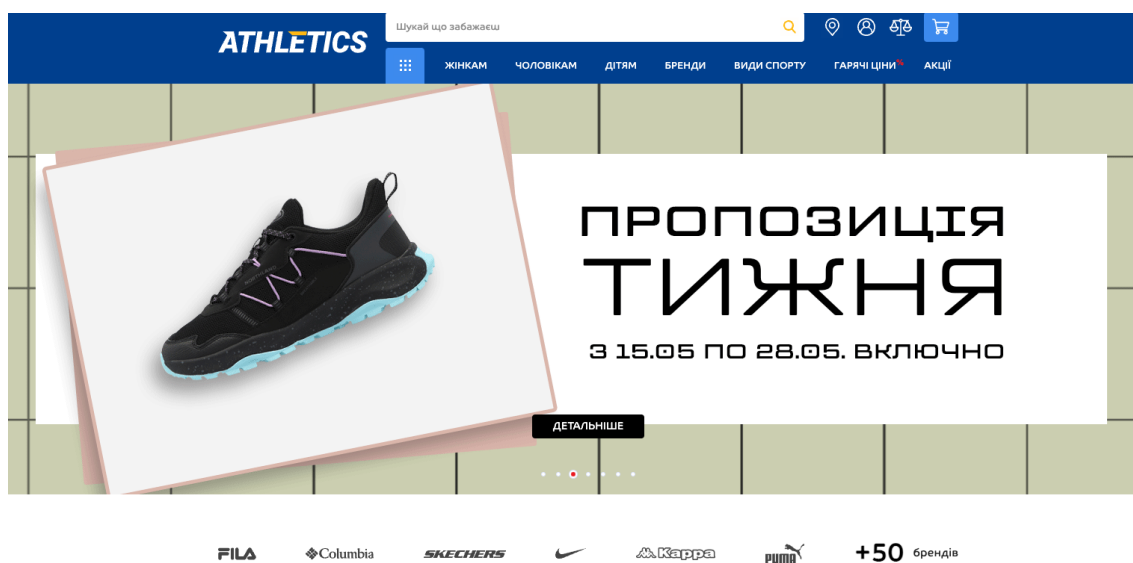 ATHLETICS
Шукай що забажаєш
ЖІНКАМ ЧОЛОВІКАМ ДІТЯМ БРЕНДИ ВИДИ СПОРТУ ГАРЯЧІ ЦІНИ% АКЦІЇ
ПРОПОЗИЦІЯ
ТИЖНЯ
З 15.05 ПО 28.05. ВКЛЮЧНО
ДЕТАЛЬНІШЕ
FILA Columbia SKECHERS Kappa PUMA +50 брендів